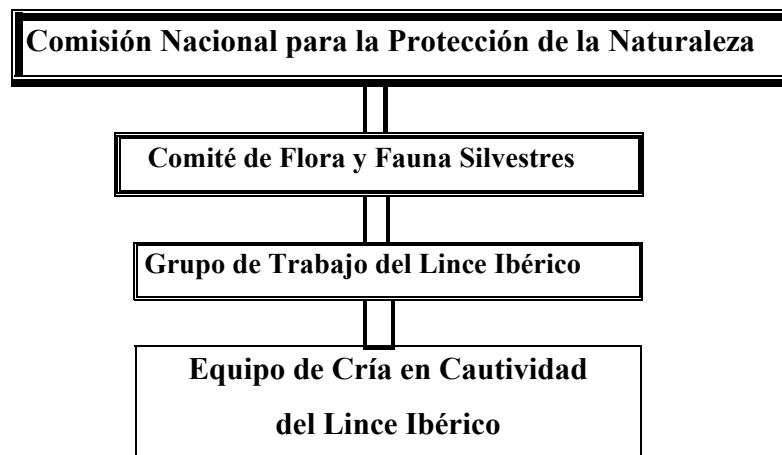 Comisión Nacional para la Protección de la Naturaleza
Comité de Flora y Fauna Silvestres
Grupo de Trabajo del Lince Ibérico
Equipo de Cría en Cautividad
del Lince Ibérico